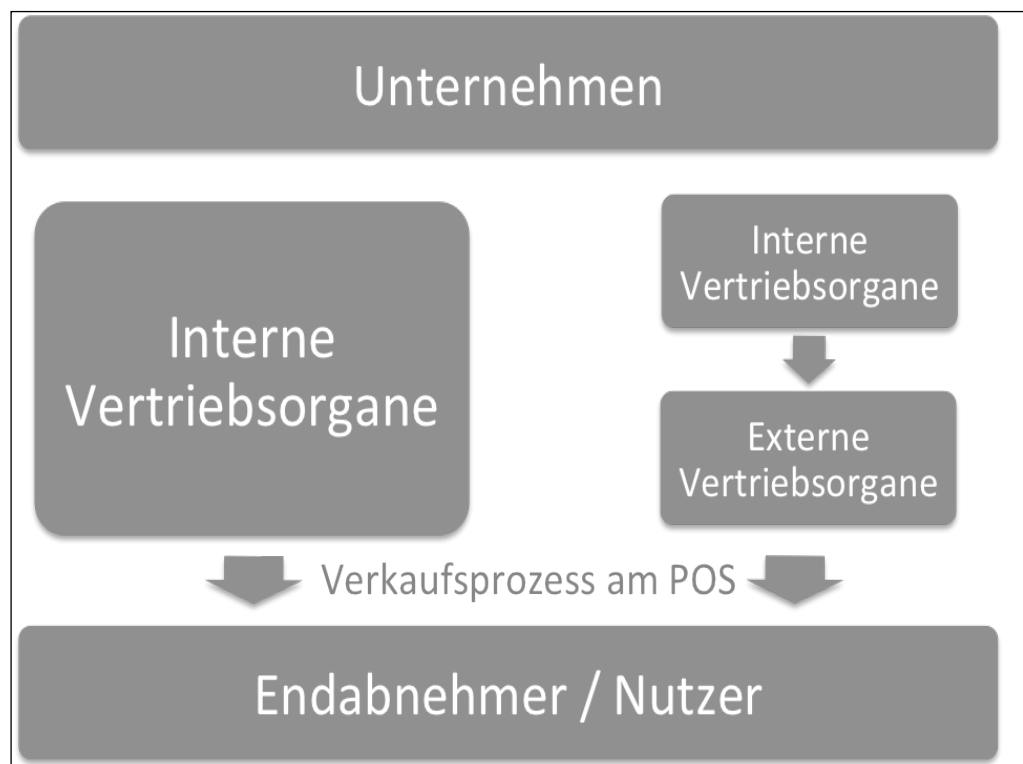 Unternehmen
Interne
Vertriebsorgane
Interne
Vertriebsorgane
Externe
Vertriebsorgane
Verkaufsprozess am POS
Endabnehmer / Nutzer